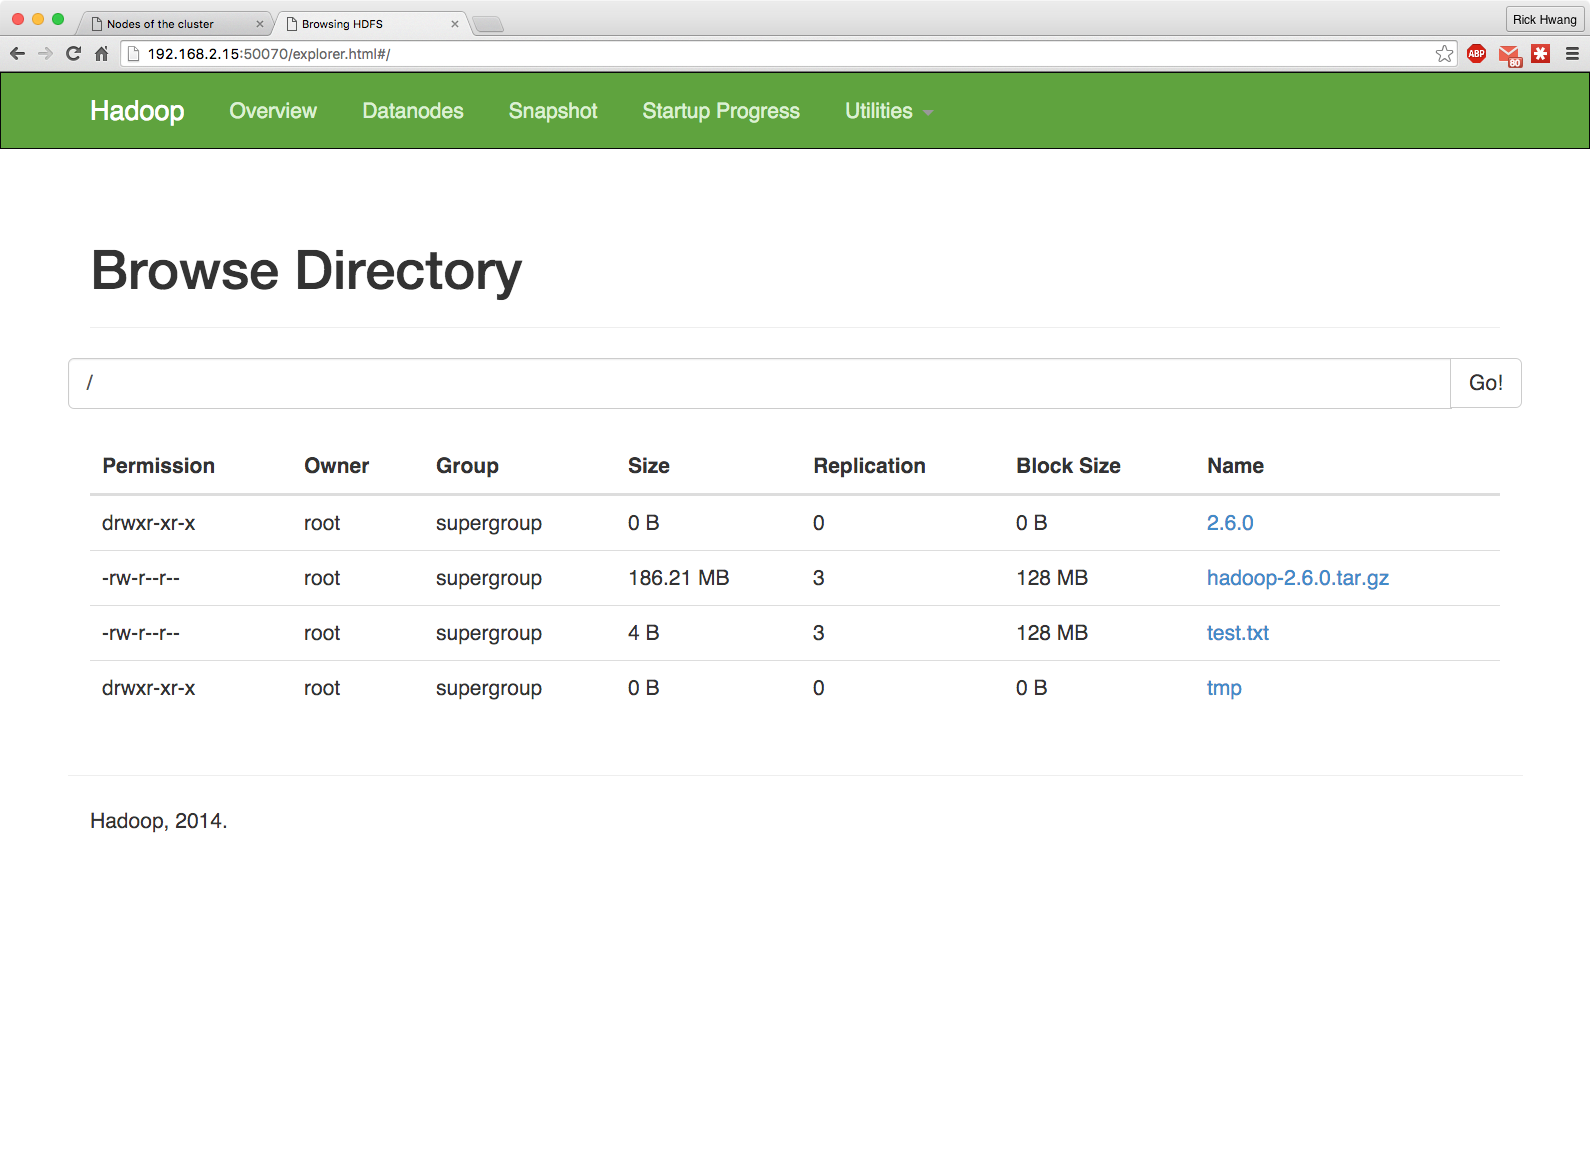 Nodes of the cluster Browsing HDFS Rick Hwang
192.168.2.15:50070/explorer.html#/ ABP 80
Hadoop Overview Datanodes Snapshot Startup Progress Utilities
Browse Directory
/ Go!
Permission Owner Group Size Replication Block Size Name
drwxr-xr-x root supergroup 0 B 0 0 B 2.6.0
-rw-r--r-- root supergroup 186.21 MB 3 128 MB hadoop-2.6.0.tar.gz
-rw-r--r-- root supergroup 4 B 3 128 MB test.txt
drwxr-xr-x root supergroup 0 B 0 0 B tmp
Hadoop, 2014.